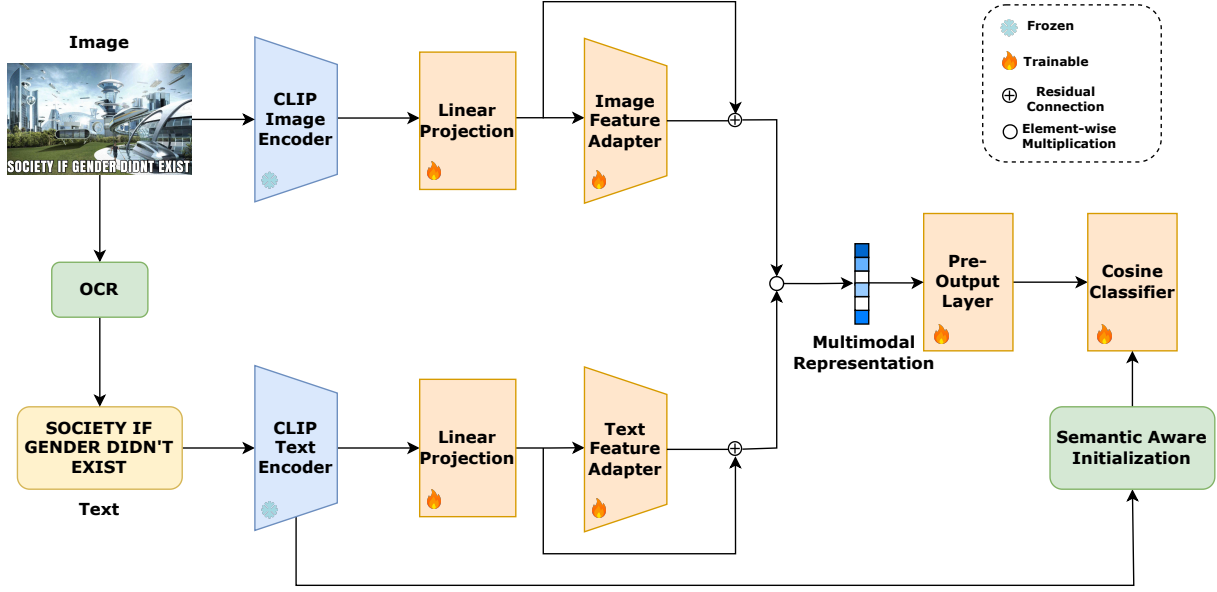 Image
SOCIETY IF GENDER DIDNT EXIST
OCR
SOCIETY IF
GENDER DIDN'T
EXIST
Text
CLIP
Image
Encoder
Linear
Projection
Image
Feature
Adapter
CLIP
Text
Encoder
Linear
Projection
Text
Feature
Adapter
Multimodal
Representation
Pre-
Output
Layer
Cosine
Classifier
Semantic Aware
Initialization
Frozen
Trainable
Residual
Connection
Element-wise
Multiplication